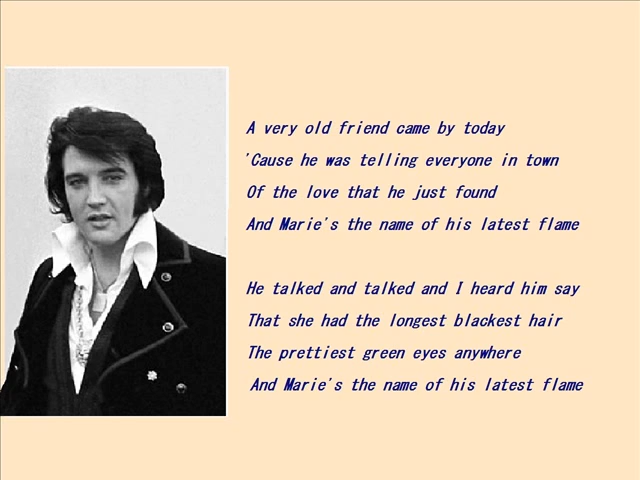 A very old friend came by today
'Cause he was telling everyone in town
Of the love that he just found
And Marie's the name of his latest flame
He talked and talked and I heard him say
That she had the longest blackest hair
The prettiest green eyes anywhere
And Marie's the name of his latest flame